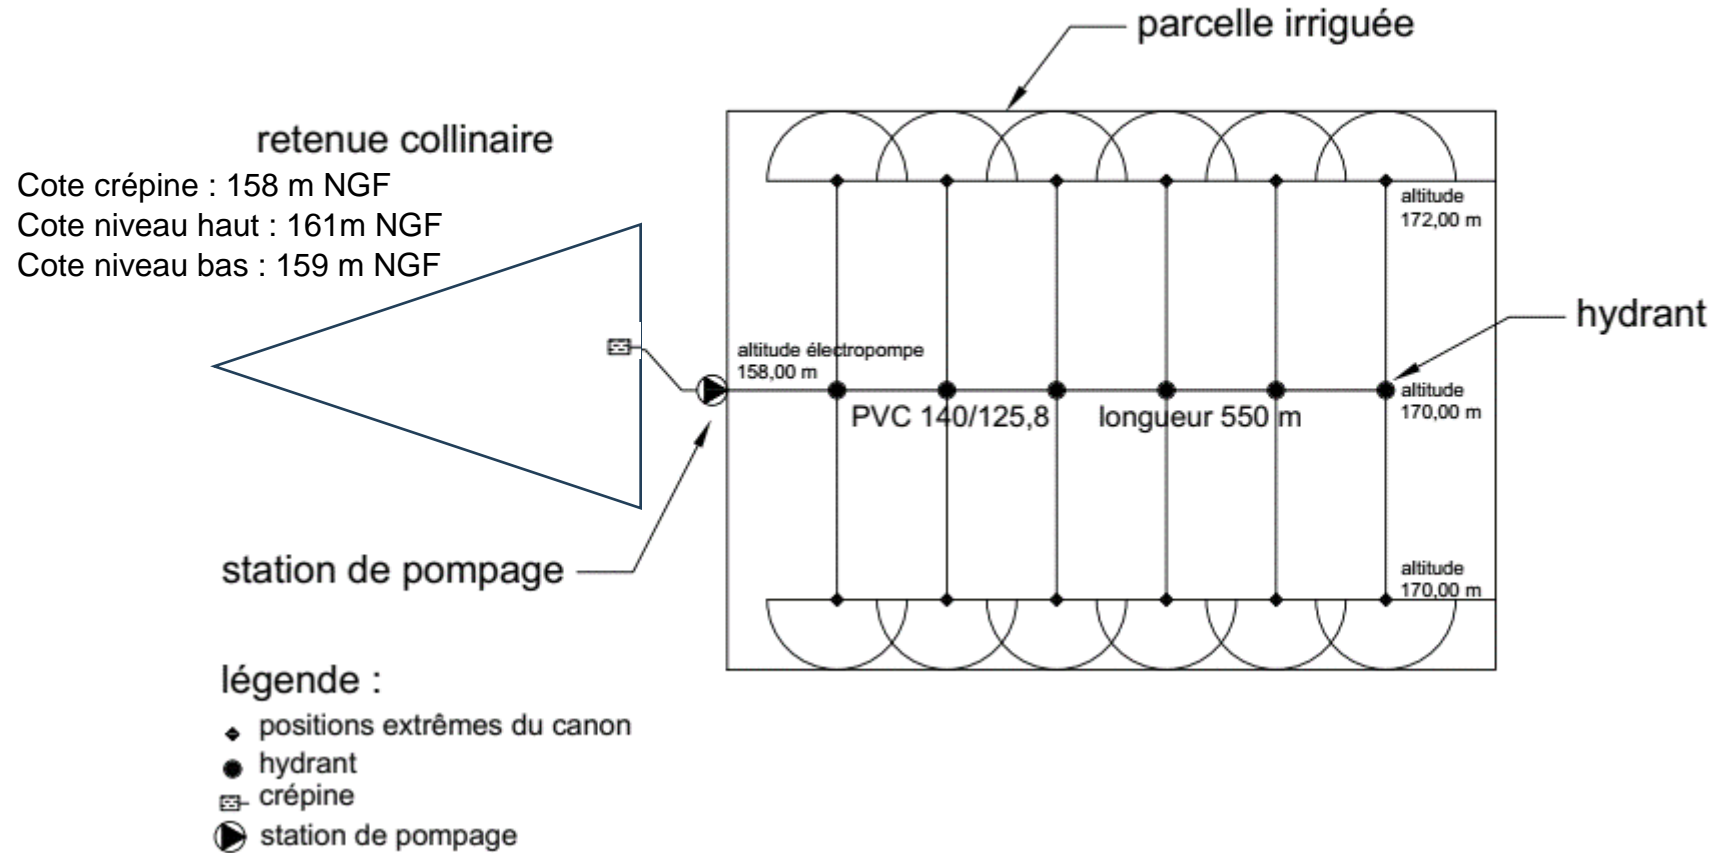 parcelle irriguée
retenue collinaire
Cote crépine : 158 m NGF
Cote niveau haut : 161m NGF
Cote niveau bas : 159 m NGF
altitude
172,00 m
hydrant
altitude électropompe
158,00 m
altitude
170,00 m
PVC 140/125,8
longueur 550 m
station de pompage
altitude
170,00 m
légende :
positions extrêmes du canon
hydrant
crépine
station de pompage